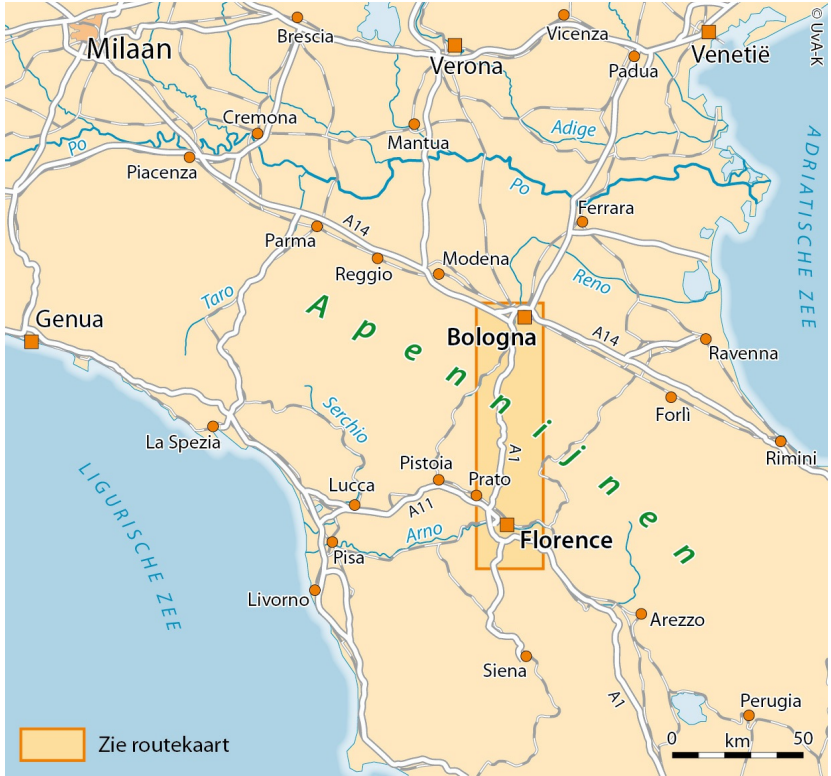 © UvA-K
Milaan
Brescia
Verona
Vicenza
Venetië
Padua
Cremona
Mantua
Adige
Po
Piacenza
Po
ADRIATISCHE ZEE
Ferrara
Parma
A14
Reggio
Modena
Reno
Taro
Genua
Apennijnen
Bologna
A14
Ravenna
Forlì
Serchio
La Spezia
A1
Rimini
Pistoia
Prato
Lucca
A11
LIGURISCHE ZEE
Arno
Florence
Pisa
Livorno
Arezzo
Siena
A1
Perugia
Zie routekaart
0 km 50